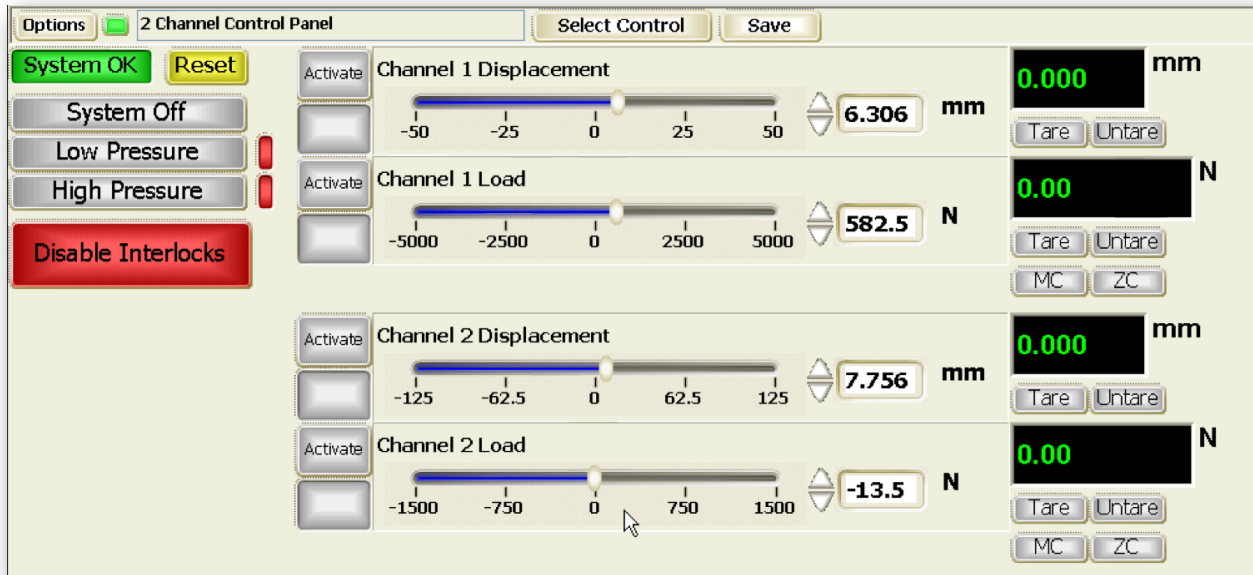 Options 2 Channel Control Panel Select Control Save
System OK Reset
System Off
Low Pressure
High Pressure
Disable Interlocks
Activate Channel 1 Displacement
-50 -25 0 25 50
6.306 mm
0.000 mm
Tare Untare
Activate Channel 1 Load
-5000 -2500 0 2500 5000
582.5 N
0.00 N
Tare Untare
MC ZC
Activate Channel 2 Displacement
-125 -62.5 0 62.5 125
7.756 mm
0.000 mm
Tare Untare
Activate Channel 2 Load
-1500 -750 0 750 1500
-13.5 N
0.00 N
Tare Untare
MC ZC